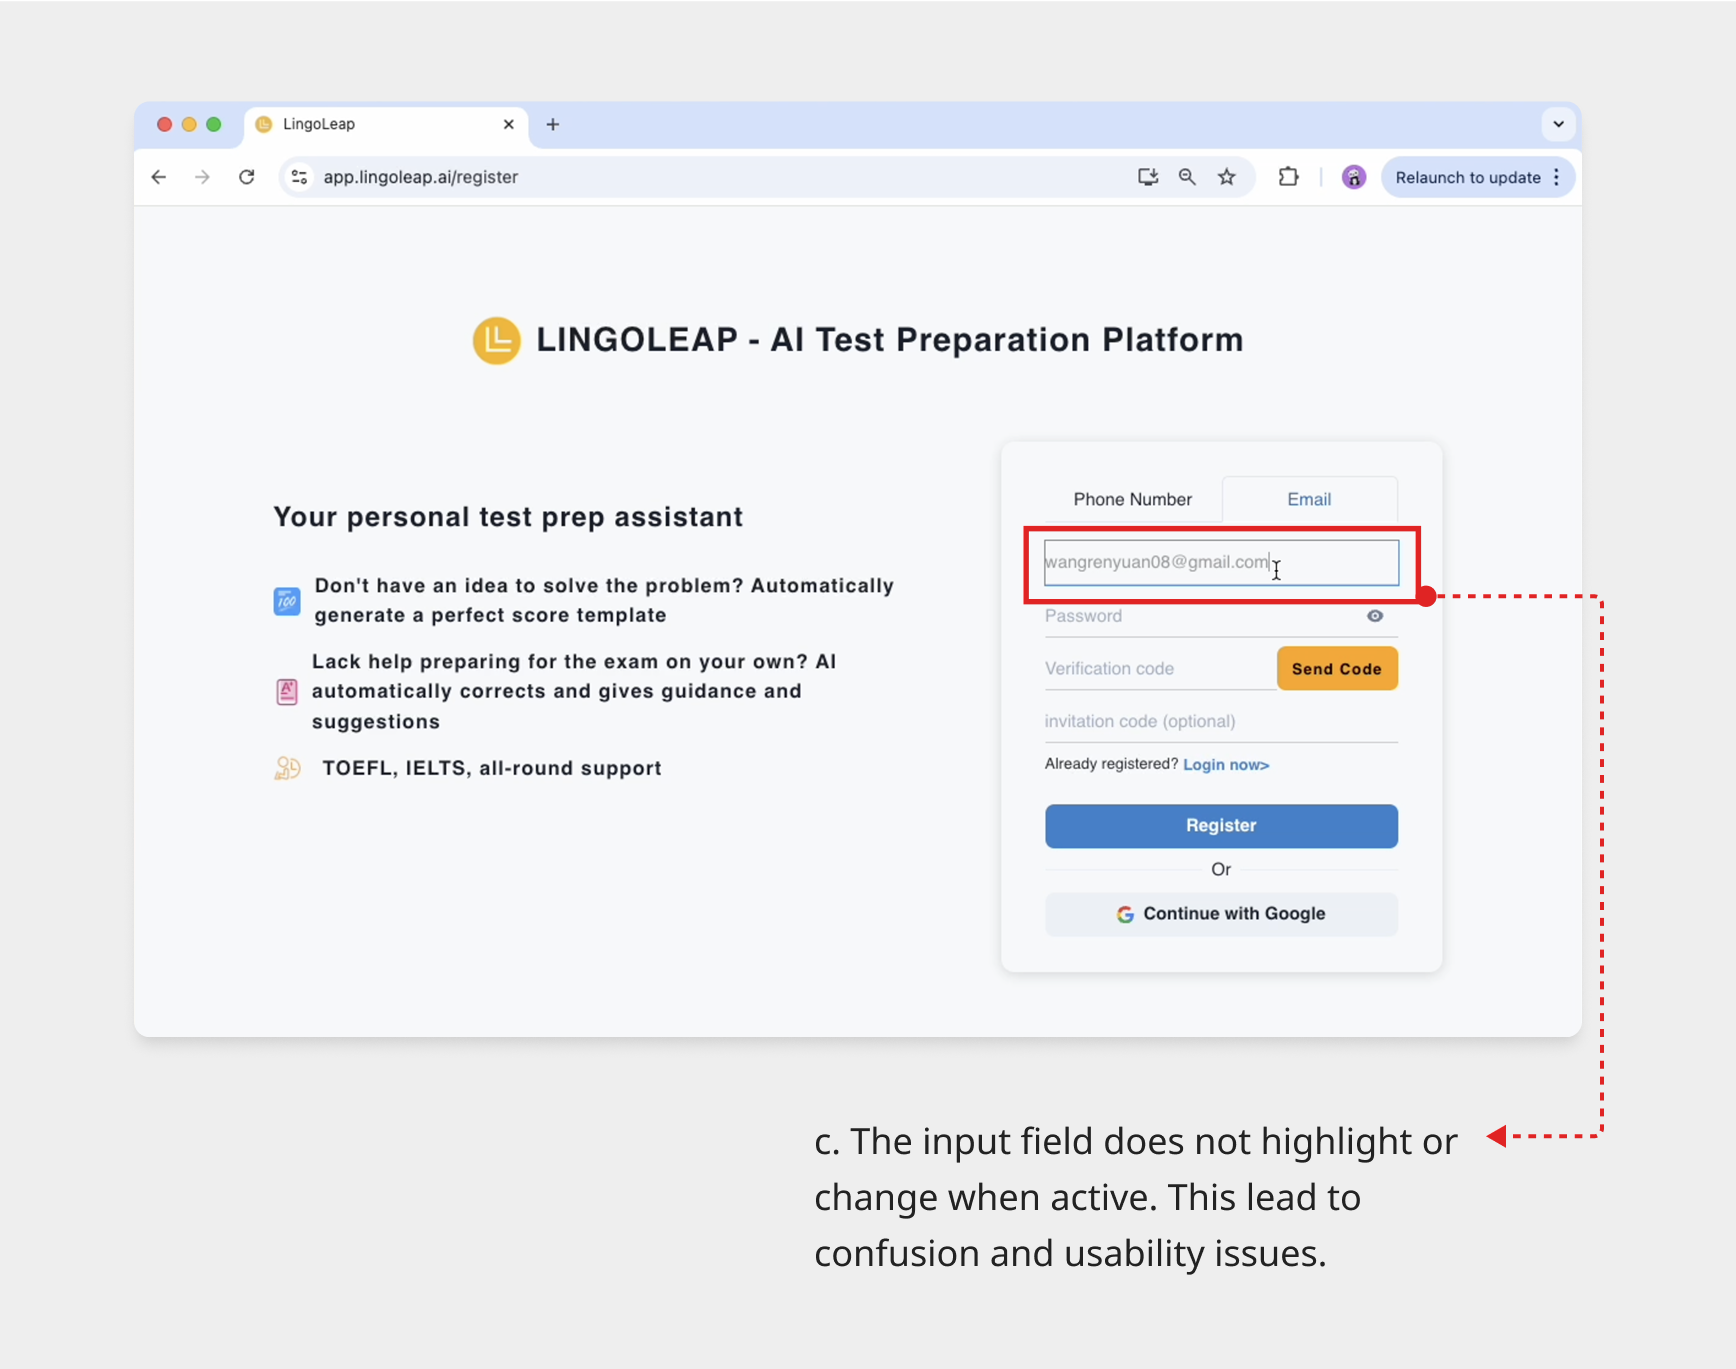 LingoLeap
app.lingoleap.ai/register
Relaunch to update
LINGOLEAP - AI Test Preparation Platform
Your personal test prep assistant
Don't have an idea to solve the problem? Automatically
generate a perfect score template
100
Lack help preparing for the exam on your own? AI
automatically corrects and gives guidance and
suggestions
A+
TOEFL, IELTS, all-round support
Phone Number
Email
wangrenyuan08@gmail.com
Password
Verification code
Send Code
invitation code (optional)
Already registered? Login now>
Register
Or
Continue with Google
c. The input field does not highlight or
change when active. This lead to
confusion and usability issues.